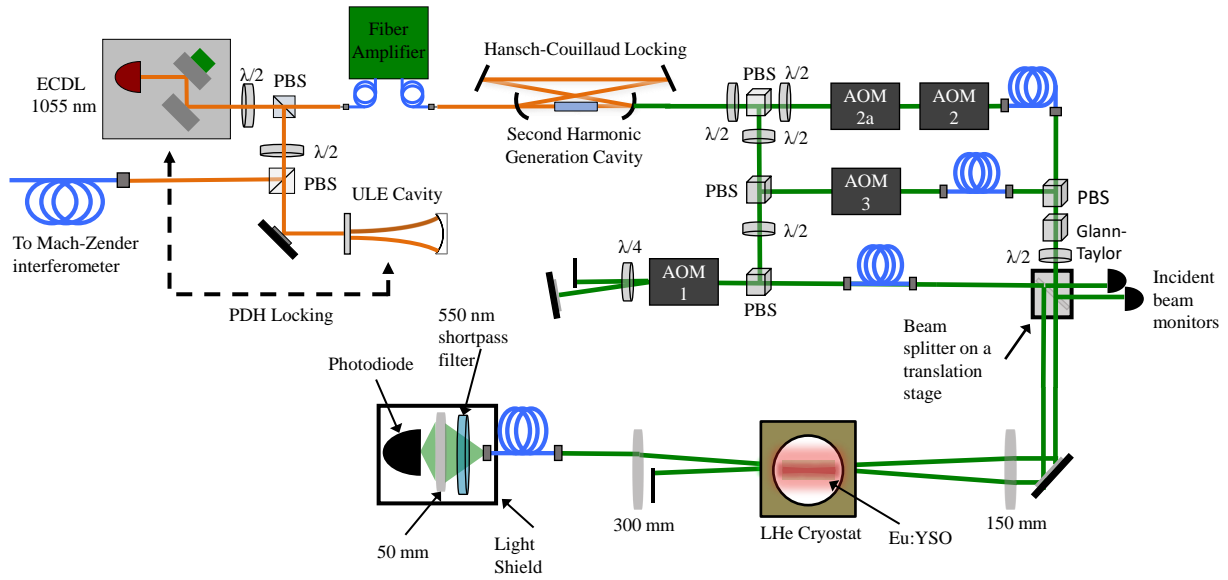 Fiber
Amplifier
Hansch-Couillaud Locking
ECDL
1055 nm
λ/2
PBS
PBS
λ/2
λ/2
λ/2
AOM
2a
AOM
2
Second Harmonic
Generation Cavity
λ/2
PBS
ULE Cavity
PBS
AOM
3
PBS
To Mach-Zender
interferometer
λ/2
Glann-
Taylor
λ/4
AOM
1
λ/2
PBS
Incident
beam
monitors
PDH Locking
550 nm
shortpass
filter
Beam
splitter on a
translation
stage
Photodiode
50 mm
Light
Shield
300 mm
LHe Cryostat
Eu:YSO
150 mm